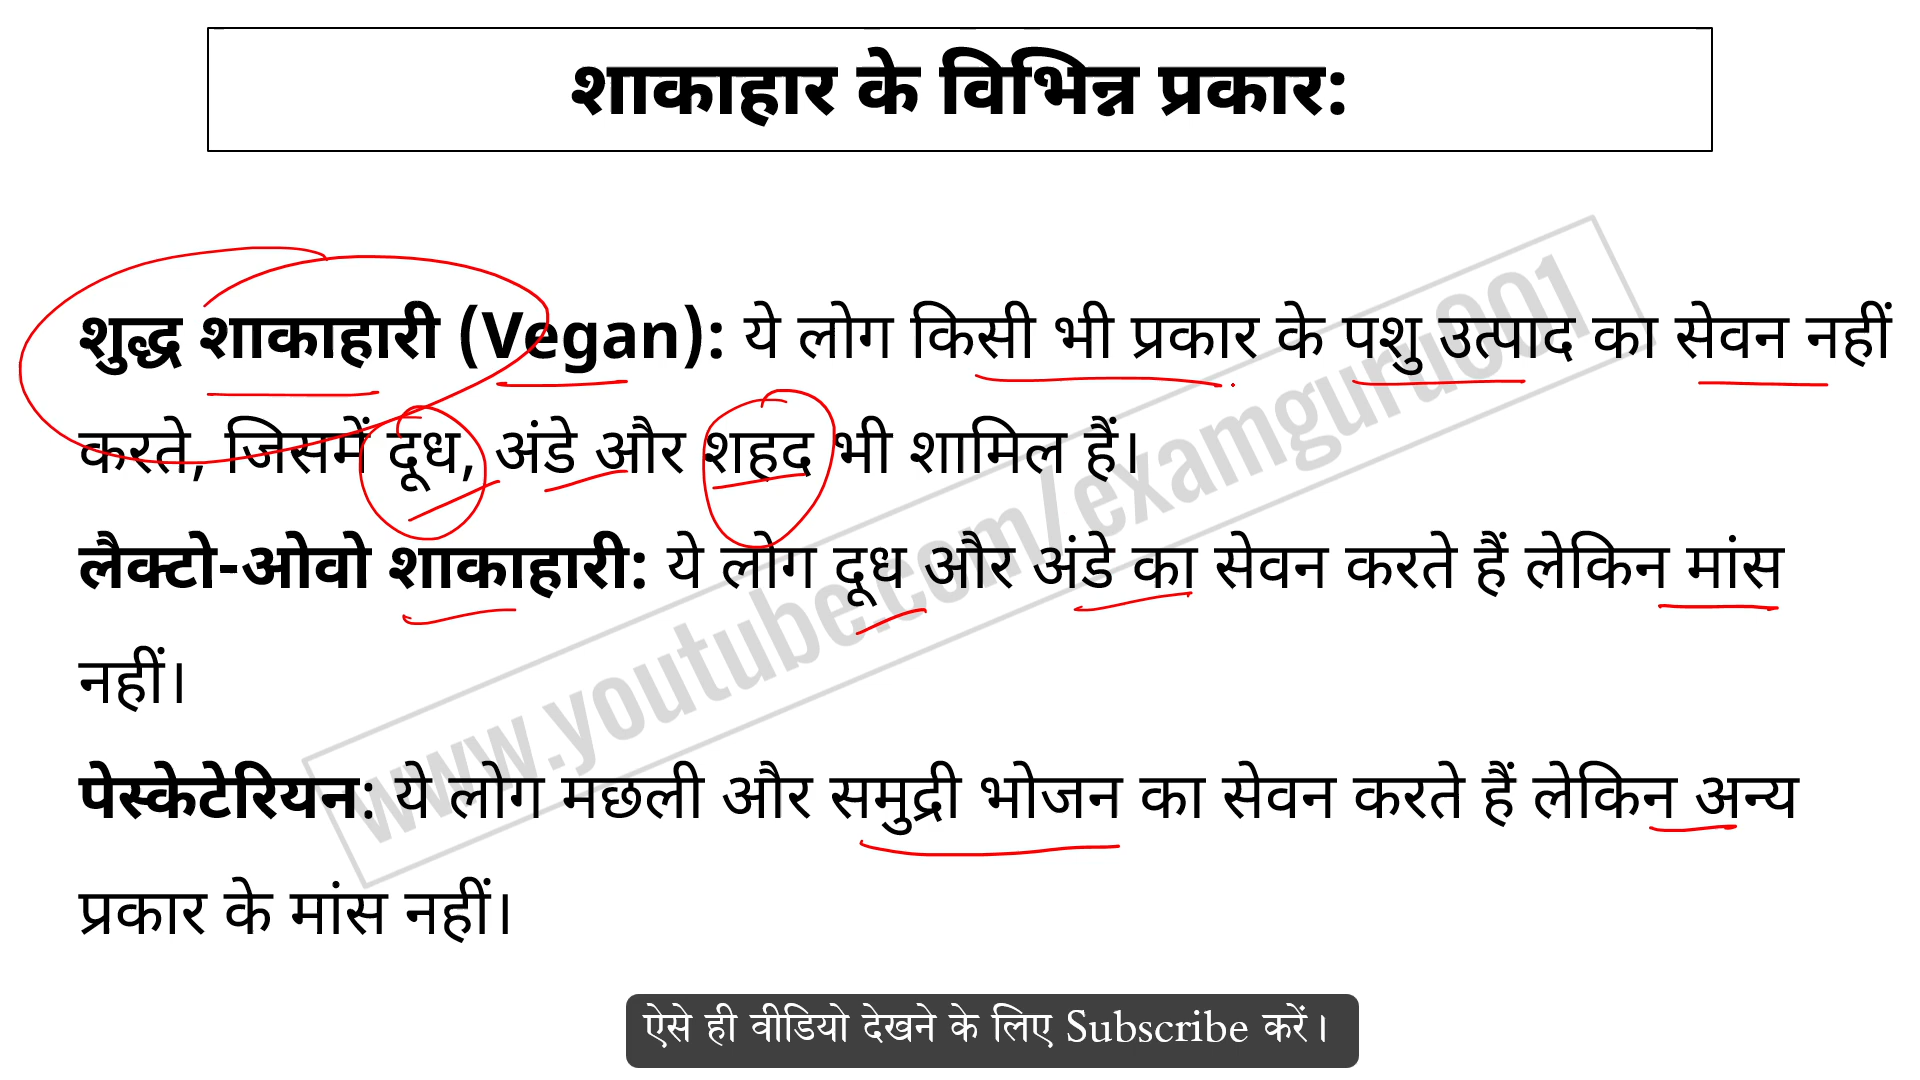 शाकाहार के विभिन्न प्रकार:
शुद्ध शाकाहारी (Vegan): ये लोग किसी भी प्रकार के पशु उत्पाद का सेवन नहीं
करते, जिसमें दूध, अंडे और शहद भी शामिल हैं।
लैक्टो-ओवो शाकाहारी: ये लोग दूध और अंडे का सेवन करते हैं लेकिन मांस
नहीं।
पेस्केटेरियन: ये लोग मछली और समुद्री भोजन का सेवन करते हैं लेकिन अन्य
प्रकार के मांस नहीं।
www.youtube.com/examguru001
ऐसे ही वीडियो देखने के लिए Subscribe करें।